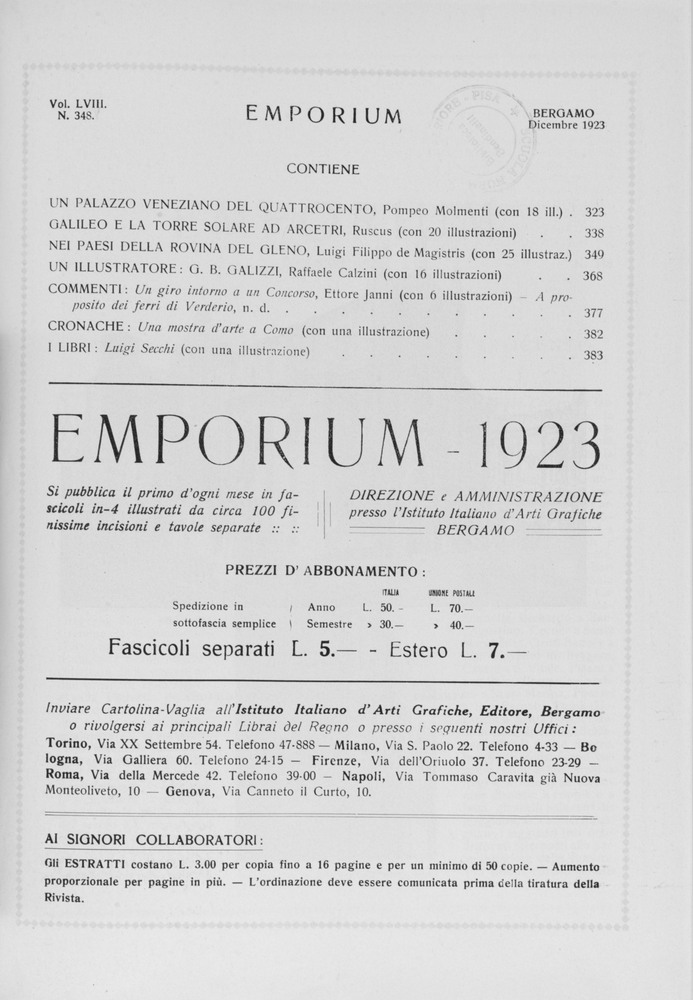 Vol. LVIII.
N. 348.
EMPORIUM
BERGAMO
Dicembre 1923
CONTIENE
UN PALAZZO VENEZIANO DEL QUATTROCENTO, Pompeo Molmenti (con 18 ill.) . 323
GALILEO E LA TORRE SOLARE AD ARCETRI, Ruscus (con 20 illustrazioni) . . 338
NEI PAESI DELLA ROVINA DEL GLENO, Luigi Filippo de Magistris (con 25 illustraz.) 349
UN ILLUSTRATORE: G. B. GALIZZI, Raffaele Calzini (con 16 illustrazioni) . . 368
COMMENTI: Un giro intorno a un Concorso, Ettore Janni (con 6 illustrazioni) — A pro-
posito dei ferri di Verderio, n. d. . . . . . . . . . . . 377
CRONACHE: Una mostra d'arte a Como (con una illustrazione) . . . . . 382
I LIBRI: Luigi Secchi (con una illustrazione) . . . . . . . . . 383
EMPORIUM - 1923
Si pubblica il primo d'ogni mese in fa-
scicoli in-4 illustrati da circa 100 fi-
nissime incisioni e tavole separate :: ::
DIREZIONE e AMMINISTRAZIONE
presso l'Istituto Italiano d'Arti Grafiche
BERGAMO
PREZZI D'ABBONAMENTO:
ITALIA UNIONE POSTALE
Spedizione in Anno L. 50.- L. 70.—
sottofascia semplice Semestre » 30.— » 40.—
Fascicoli separati L. 5.— - Estero L. 7.—
Inviare Cartolina-Vaglia all'Istituto Italiano d'Arti Grafiche, Editore, Bergamo
o rivolgersi ai principali Librai del Regno o presso i seguenti nostri Uffici:
Torino, Via XX Settembre 54. Telefono 47-888 — Milano, Via S. Paolo 22. Telefono 4-33 — Bo
logna, Via Galliera 60. Telefono 24-15 — Firenze, Via dell'Oriuolo 37. Telefono 23-29 —
Roma, Via della Mercede 42. Telefono 39-00 — Napoli, Via Tommaso Caravita già Nuova
Monteoliveto, 10 — Genova, Via Canneto il Curto, 10.
AI SIGNORI COLLABORATORI:
Gli ESTRATTI costano L. 3.00 per copia fino a 16 pagine e per un minimo di 50 copie. — Aumento
proporzionale per pagine in più. — L'ordinazione deve essere comunicata prima della tiratura della
Rivista.